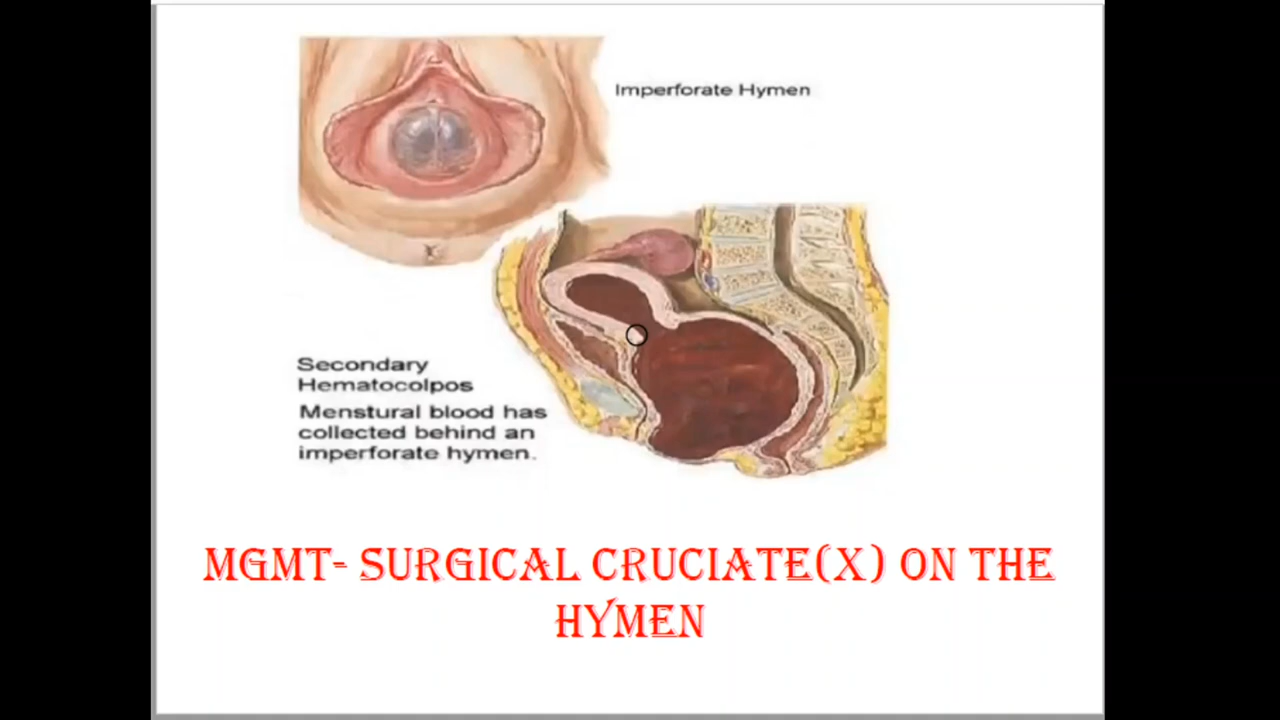 Imperforate Hymen
Secondary
Hematocolpos
Menstural blood has
collected behind an
imperforate hymen.
MGMT- SURGICAL CRUCIATE(X) ON THE
HYMEN